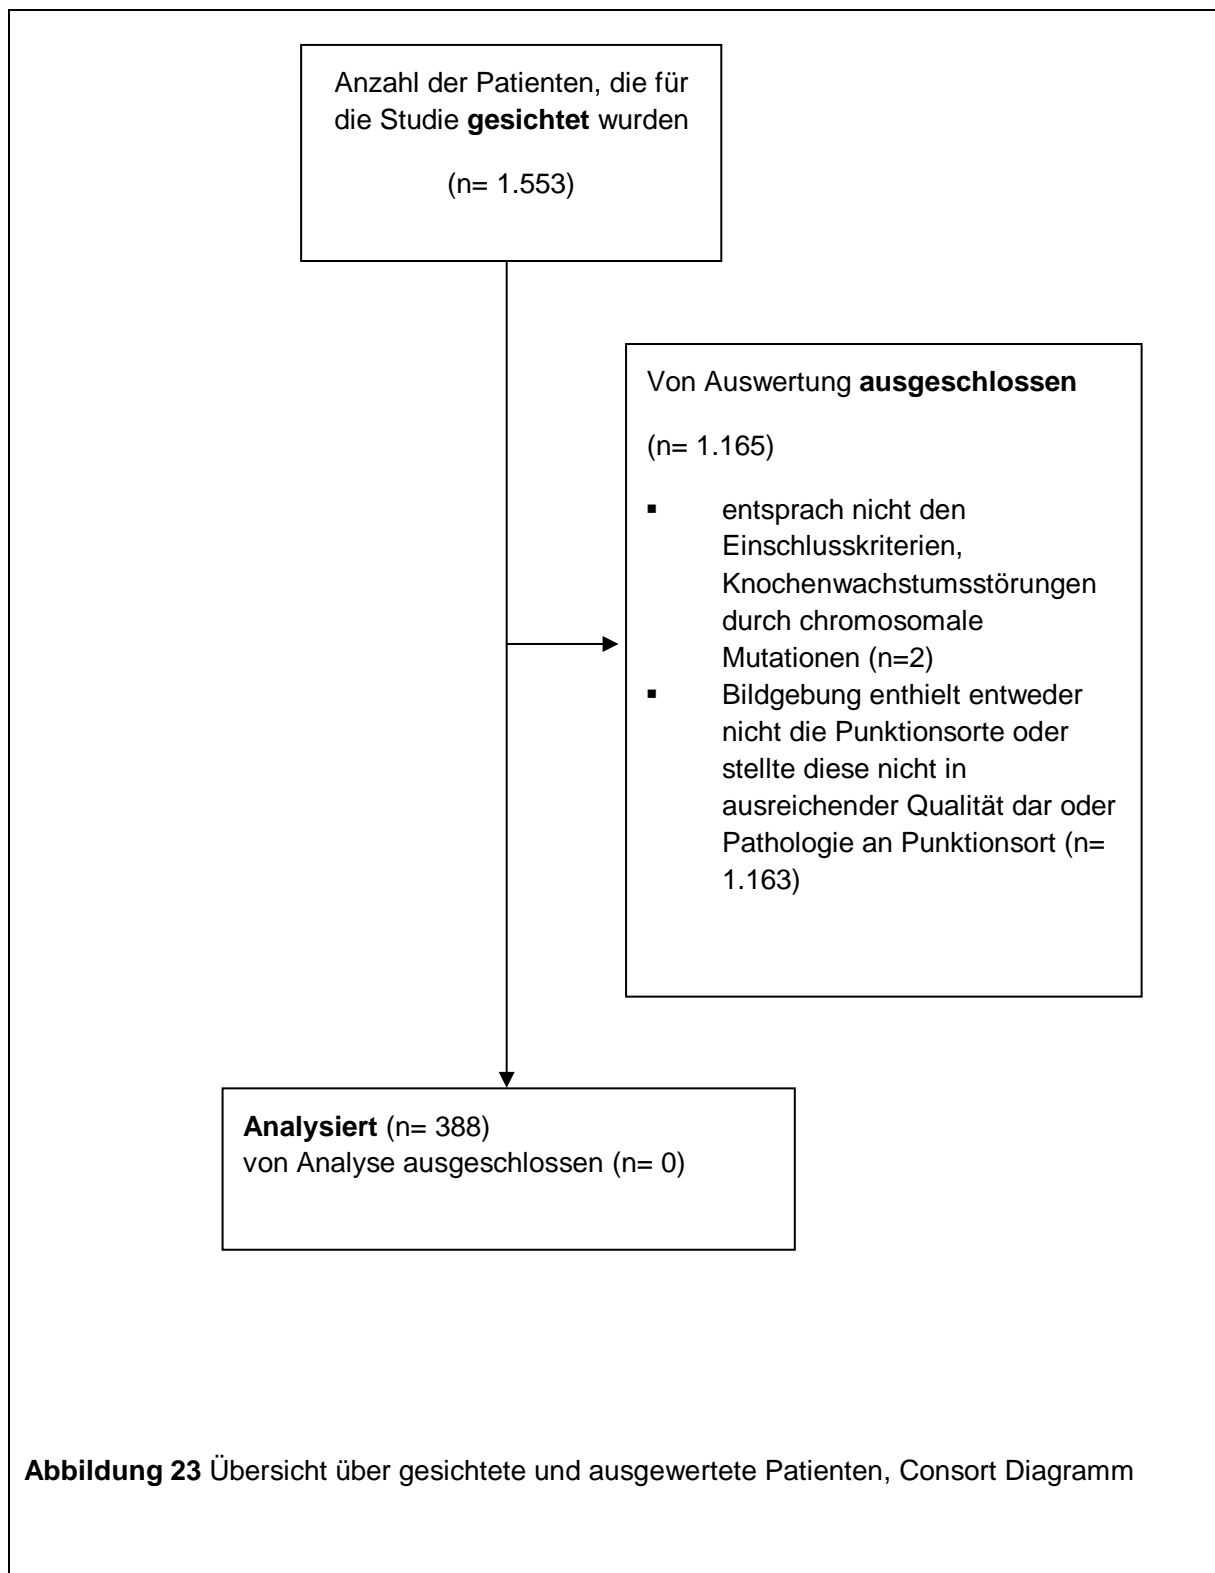 Anzahl der Patienten, die für
die Studie gesichtet wurden
(n= 1.553)
Von Auswertung ausgeschlossen
(n= 1.165)
▪ entsprach nicht den
Einschlusskriterien,
Knochenwachstumsstörungen
durch chromosomale
Mutationen (n=2)
▪ Bildgebung enthielt entweder
nicht die Punktionsorte oder
stellte diese nicht in
ausreichender Qualität dar oder
Pathologie an Punktionsort (n=
1.163)
Analysiert (n= 388)
von Analyse ausgeschlossen (n= 0)
Abbildung 23 Übersicht über gesichtete und ausgewertete Patienten, Consort Diagramm